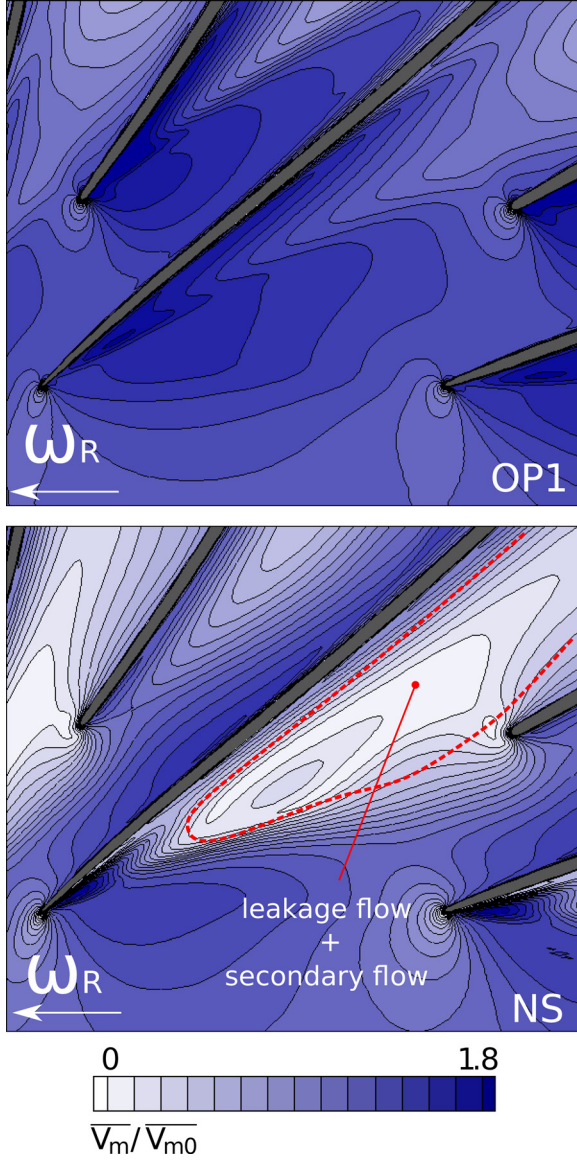 ωR
OP1
leakage flow
+
secondary flow
ωR
NS
0 1.8
Vm/Vm0